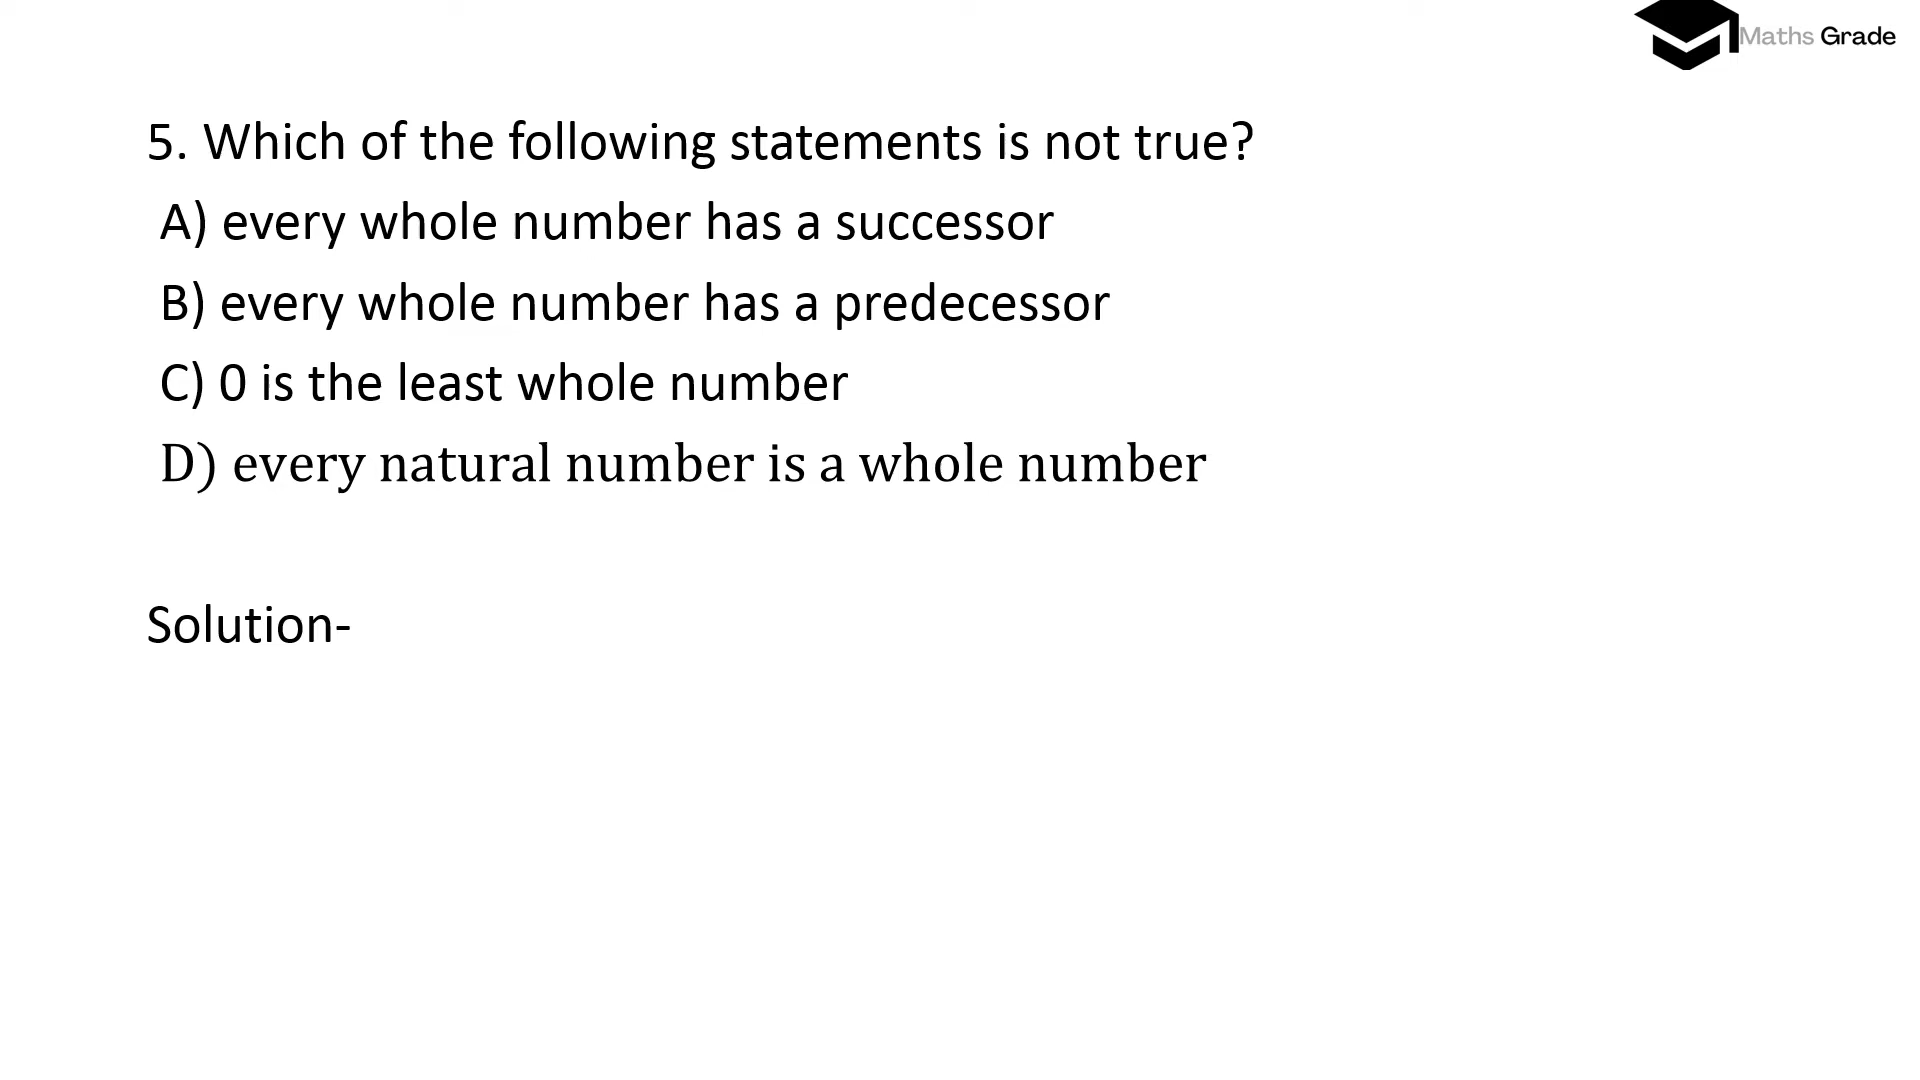 Maths Grade
5. Which of the following statements is not true?
A) every whole number has a successor
B) every whole number has a predecessor
C) 0 is the least whole number
D) every natural number is a whole number
Solution-